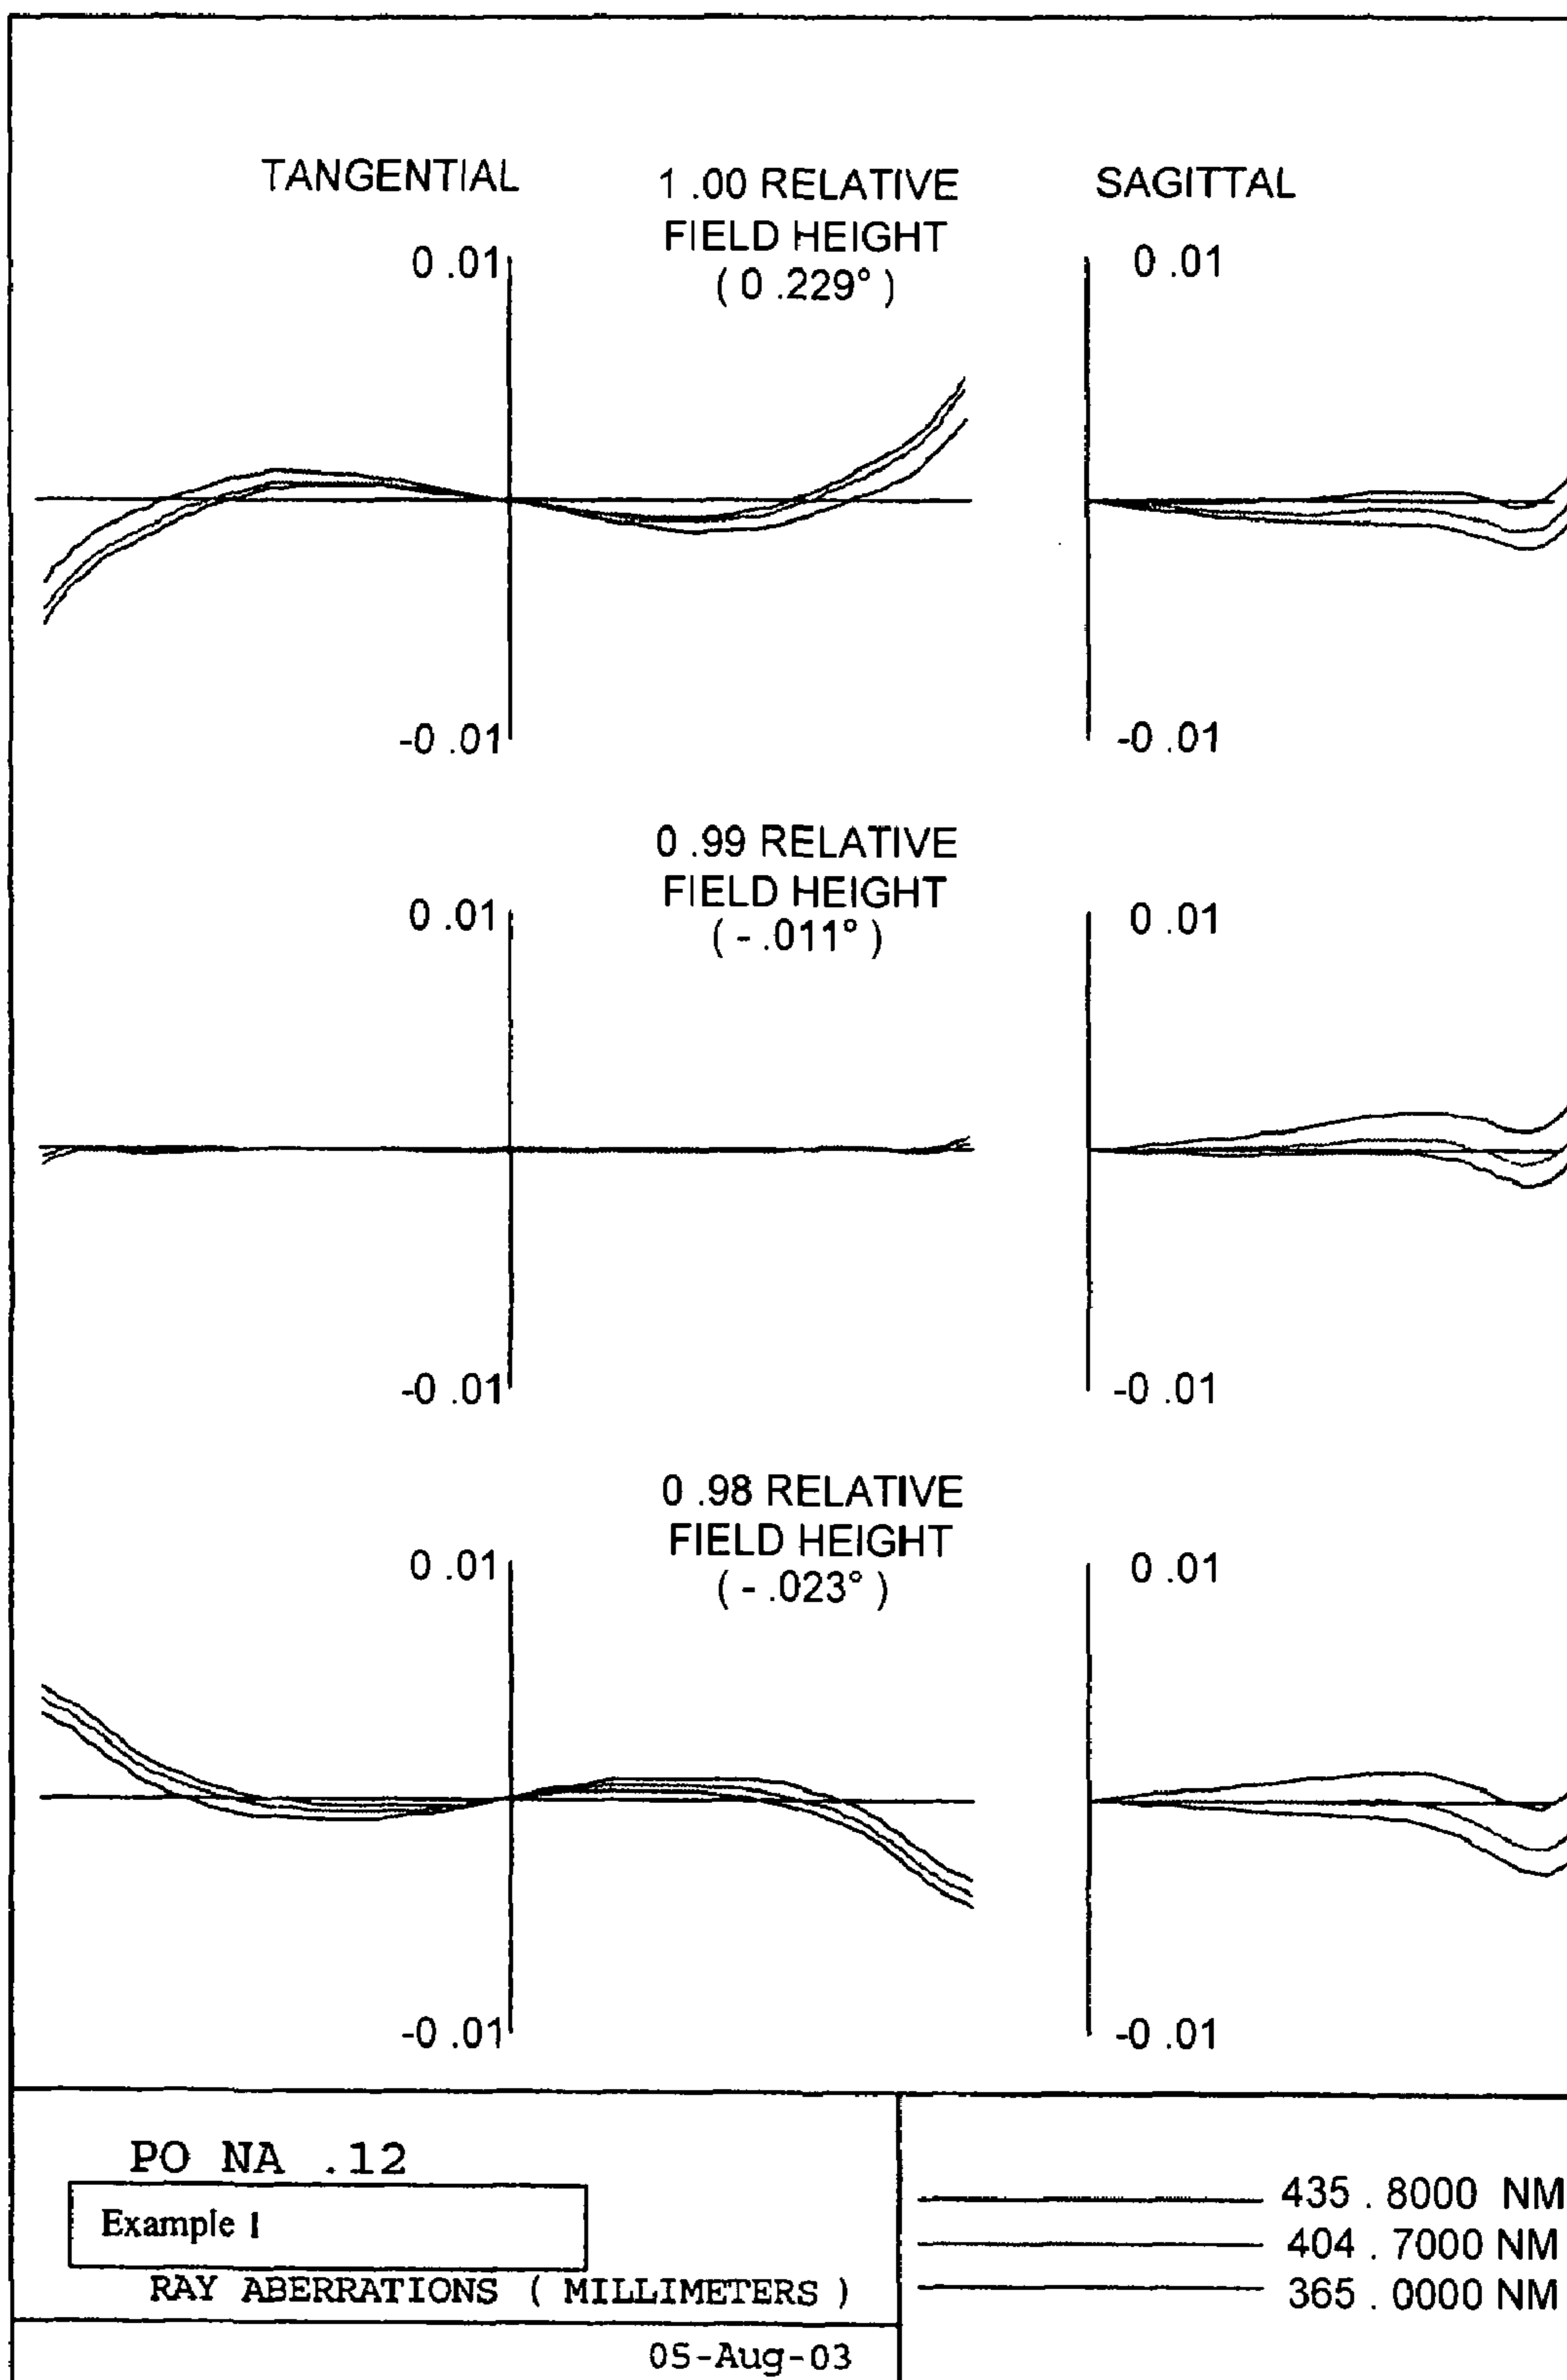 TANGENTIAL
1 .00 RELATIVE
FIELD HEIGHT
( 0 .229° )
SAGITTAL
0 .01
0 .01
-0 .01
-0 .01
0 .99 RELATIVE
FIELD HEIGHT
( - .011° )
0 .01
0 .01
-0 .01
-0 .01
0 .98 RELATIVE
FIELD HEIGHT
( - .023° )
0 .01
0 .01
-0 .01
-0 .01
PO NA .12
Example 1
RAY ABERRATIONS ( MILLIMETERS )
05-Aug-03
435 . 8000 NM
404 . 7000 NM
365 . 0000 NM